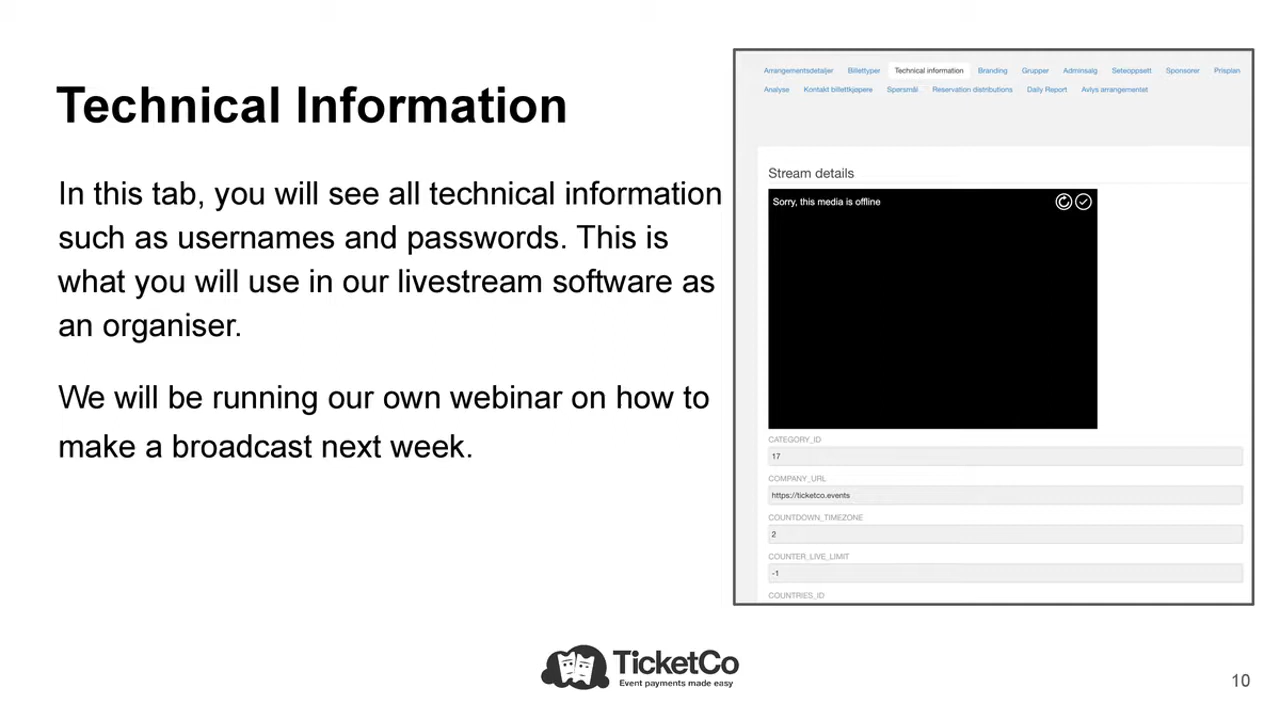 Technical Information
In this tab, you will see all technical information
such as usernames and passwords. This is
what you will use in our livestream software as
an organiser.
We will be running our own webinar on how to
make a broadcast next week.
Arrangementsdetaljer Billettyper Technical information Branding Grupper Adminsalg Seteoppsett Sponsorer Prisplan
Analyse Kontakt billettkjøpere Spørsmål Reservation distributions Daily Report Avlys arrangementet
Stream details
Sorry, this media is offline
CATEGORY_ID
17
COMPANY_URL
https://ticketco.events
COUNTDOWN_TIMEZONE
2
COUNTER_LIVE_LIMIT
-1
COUNTRIES_ID
TicketCo
Event payments made easy
10